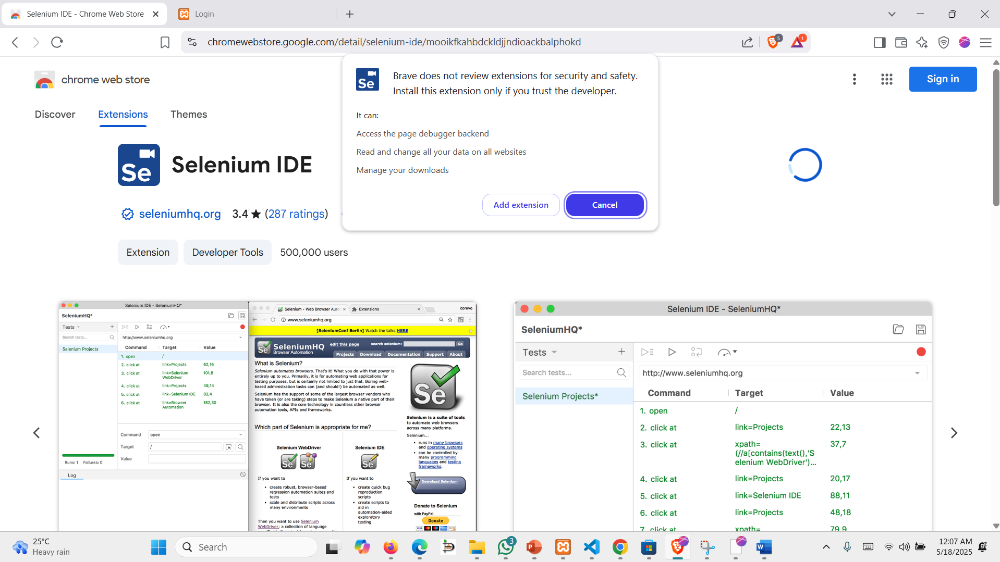 Selenium IDE - Chrome Web Store
Login
chromewebstore.google.com/detail/selenium-ide/mooikfkahbdckldjjndioackbalphokd
5
1
chrome web store
Sign in
Discover
Extensions
Themes
Se
Brave does not review extensions for security and safety.
Install this extension only if you trust the developer.
It can:
Access the page debugger backend
Read and change all your data on all websites
Manage your downloads
Add extension
Cancel
Se
Selenium IDE
seleniumhq.org
3.4 ★ (287 ratings)
Extension
Developer Tools
500,000 users
Selenium IDE - SeleniumHQ*
SeleniumHQ*
Tests
Search tests...
Selenium Projects
http://www.seleniumhq.org
Command Target Value
1. open /
2. click at link=Projects 62,16
3. click at link=Selenium WebDriver 101,8
4. click at link=Projects 49,14
5. click at link=Selenium IDE 82,4
6. click at link=Browser Automation 182,30
Command open
Target /
Value
Runs: 1 Failures: 0
Log
Selenium - Web Browser Autom
Extensions
corevo
www.seleniumhq.org
[SeleniumConf Berlin] Watch the talks HERE
SeleniumHQ
Browser Automation
edit this page
search selenium:
Go
Projects Download Documentation Support About
What is Selenium?
Selenium automates browsers. That's it! What you do with that power is
entirely up to you. Primarily, it is for automating web applications for
testing purposes, but is certainly not limited to just that. Boring web-
based administration tasks can (and should!) be automated as well.
Selenium has the support of some of the largest browser vendors who
have taken (or are taking) steps to make Selenium a native part of their
browser. It is also the core technology in countless other browser
automation tools, APIs and frameworks.
Which part of Selenium is appropriate for me?
Selenium WebDriver
If you want to
create robust, browser-based
regression automation suites and
tests
scale and distribute scripts across
many environments
Then you want to use Selenium
WebDriver; a collection of language
Selenium IDE
If you want to
create quick bug
reproduction
scripts
create scripts to
aid in
automation-aided
exploratory
testing
Se
Selenium is a suite of tools
to automate web browsers
across many platforms.
Selenium...
runs in many browsers
and operating systems
can be controlled by
many programming
languages and testing
frameworks.
Download Selenium
Donate to Selenium
with PayPal
Donate
VISA
Selenium IDE - SeleniumHQ*
SeleniumHQ*
Tests
Search tests...
Selenium Projects*
http://www.seleniumhq.org
Command Target Value
1. open /
2. click at link=Projects 22,13
3. click at xpath= 37,7
(//a[contains(text(),'S
elenium WebDriver')...
4. click at link=Projects 20,17
5. click at link=Selenium IDE 88,11
6. click at link=Projects 48,18
7. click at xpath= 79,9
25°C
Heavy rain
Search
3
12:07 AM
5/18/2025